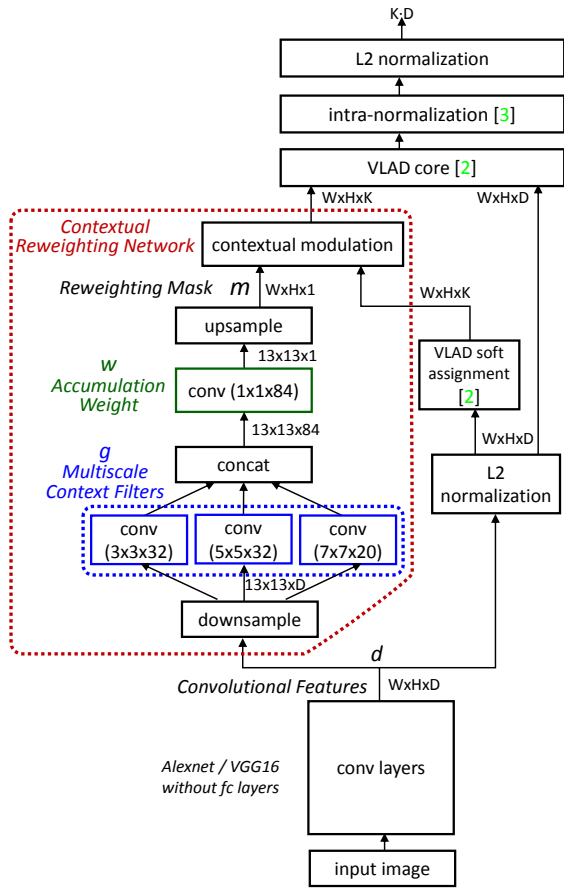 K·D
L2 normalization
intra-normalization [3]
VLAD core [2]
WxHxK
WxHxD
Contextual
Reweighting Network
contextual modulation
Reweighting Mask m WxHx1
WxHxK
upsample
13x13x1
VLAD soft
assignment
[2]
w
Accumulation
Weight
conv (1x1x84)
13x13x84
WxHxD
g
Multiscale
Context Filters
concat
L2
normalization
conv
(3x3x32)
conv
(5x5x32)
conv
(7x7x20)
13x13xD
downsample
d
Convolutional Features WxHxD
Alexnet / VGG16
without fc layers
conv layers
input image